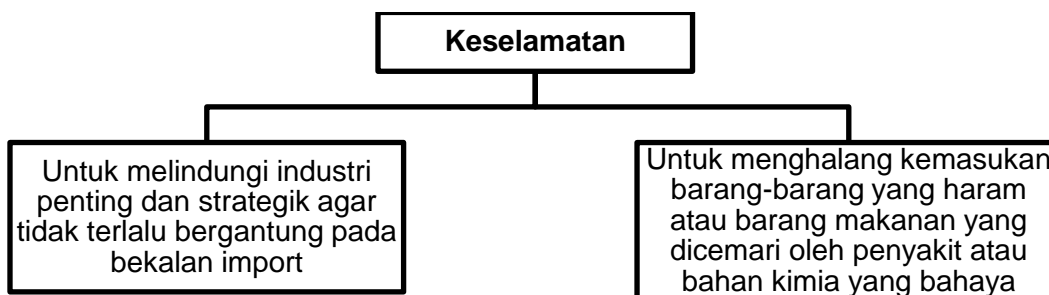 Keselamatan
Untuk melindungi industri
penting dan strategik agar
tidak terlalu bergantung pada
bekalan import
Untuk menghalang kemasukan
barang-barang yang haram
atau barang makanan yang
dicemari oleh penyakit atau
bahan kimia yang bahaya